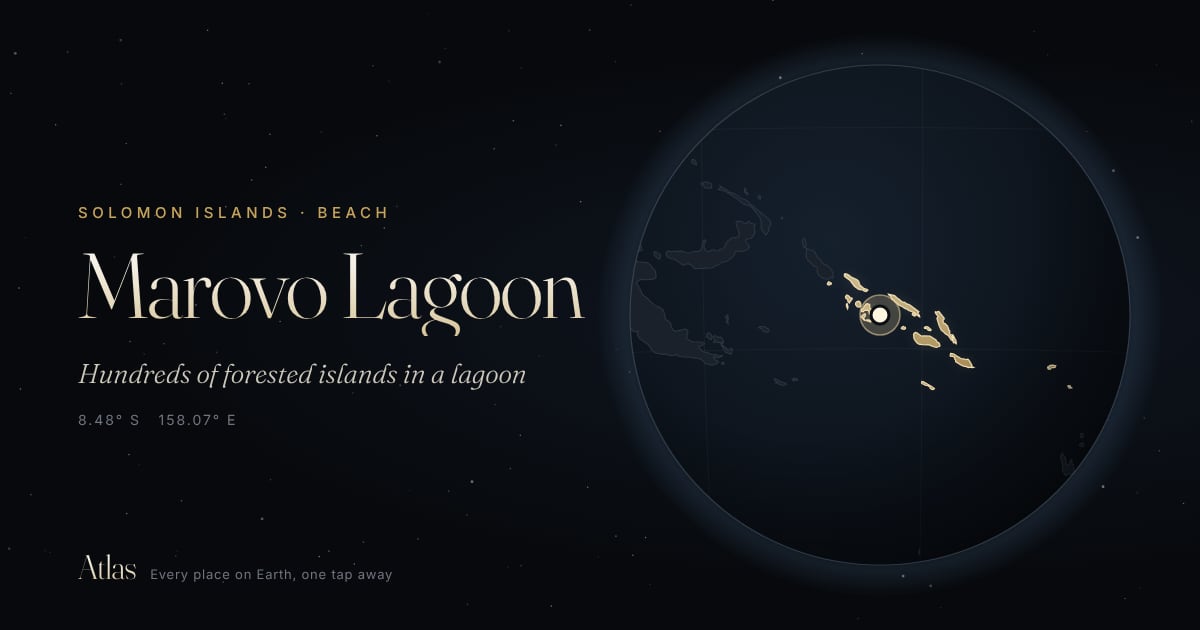 SOLOMON ISLANDS · BEACH
Marovo Lagoon
Hundreds of forested islands in a lagoon
8.48° S 158.07° E
Atlas Every place on Earth, one tap away